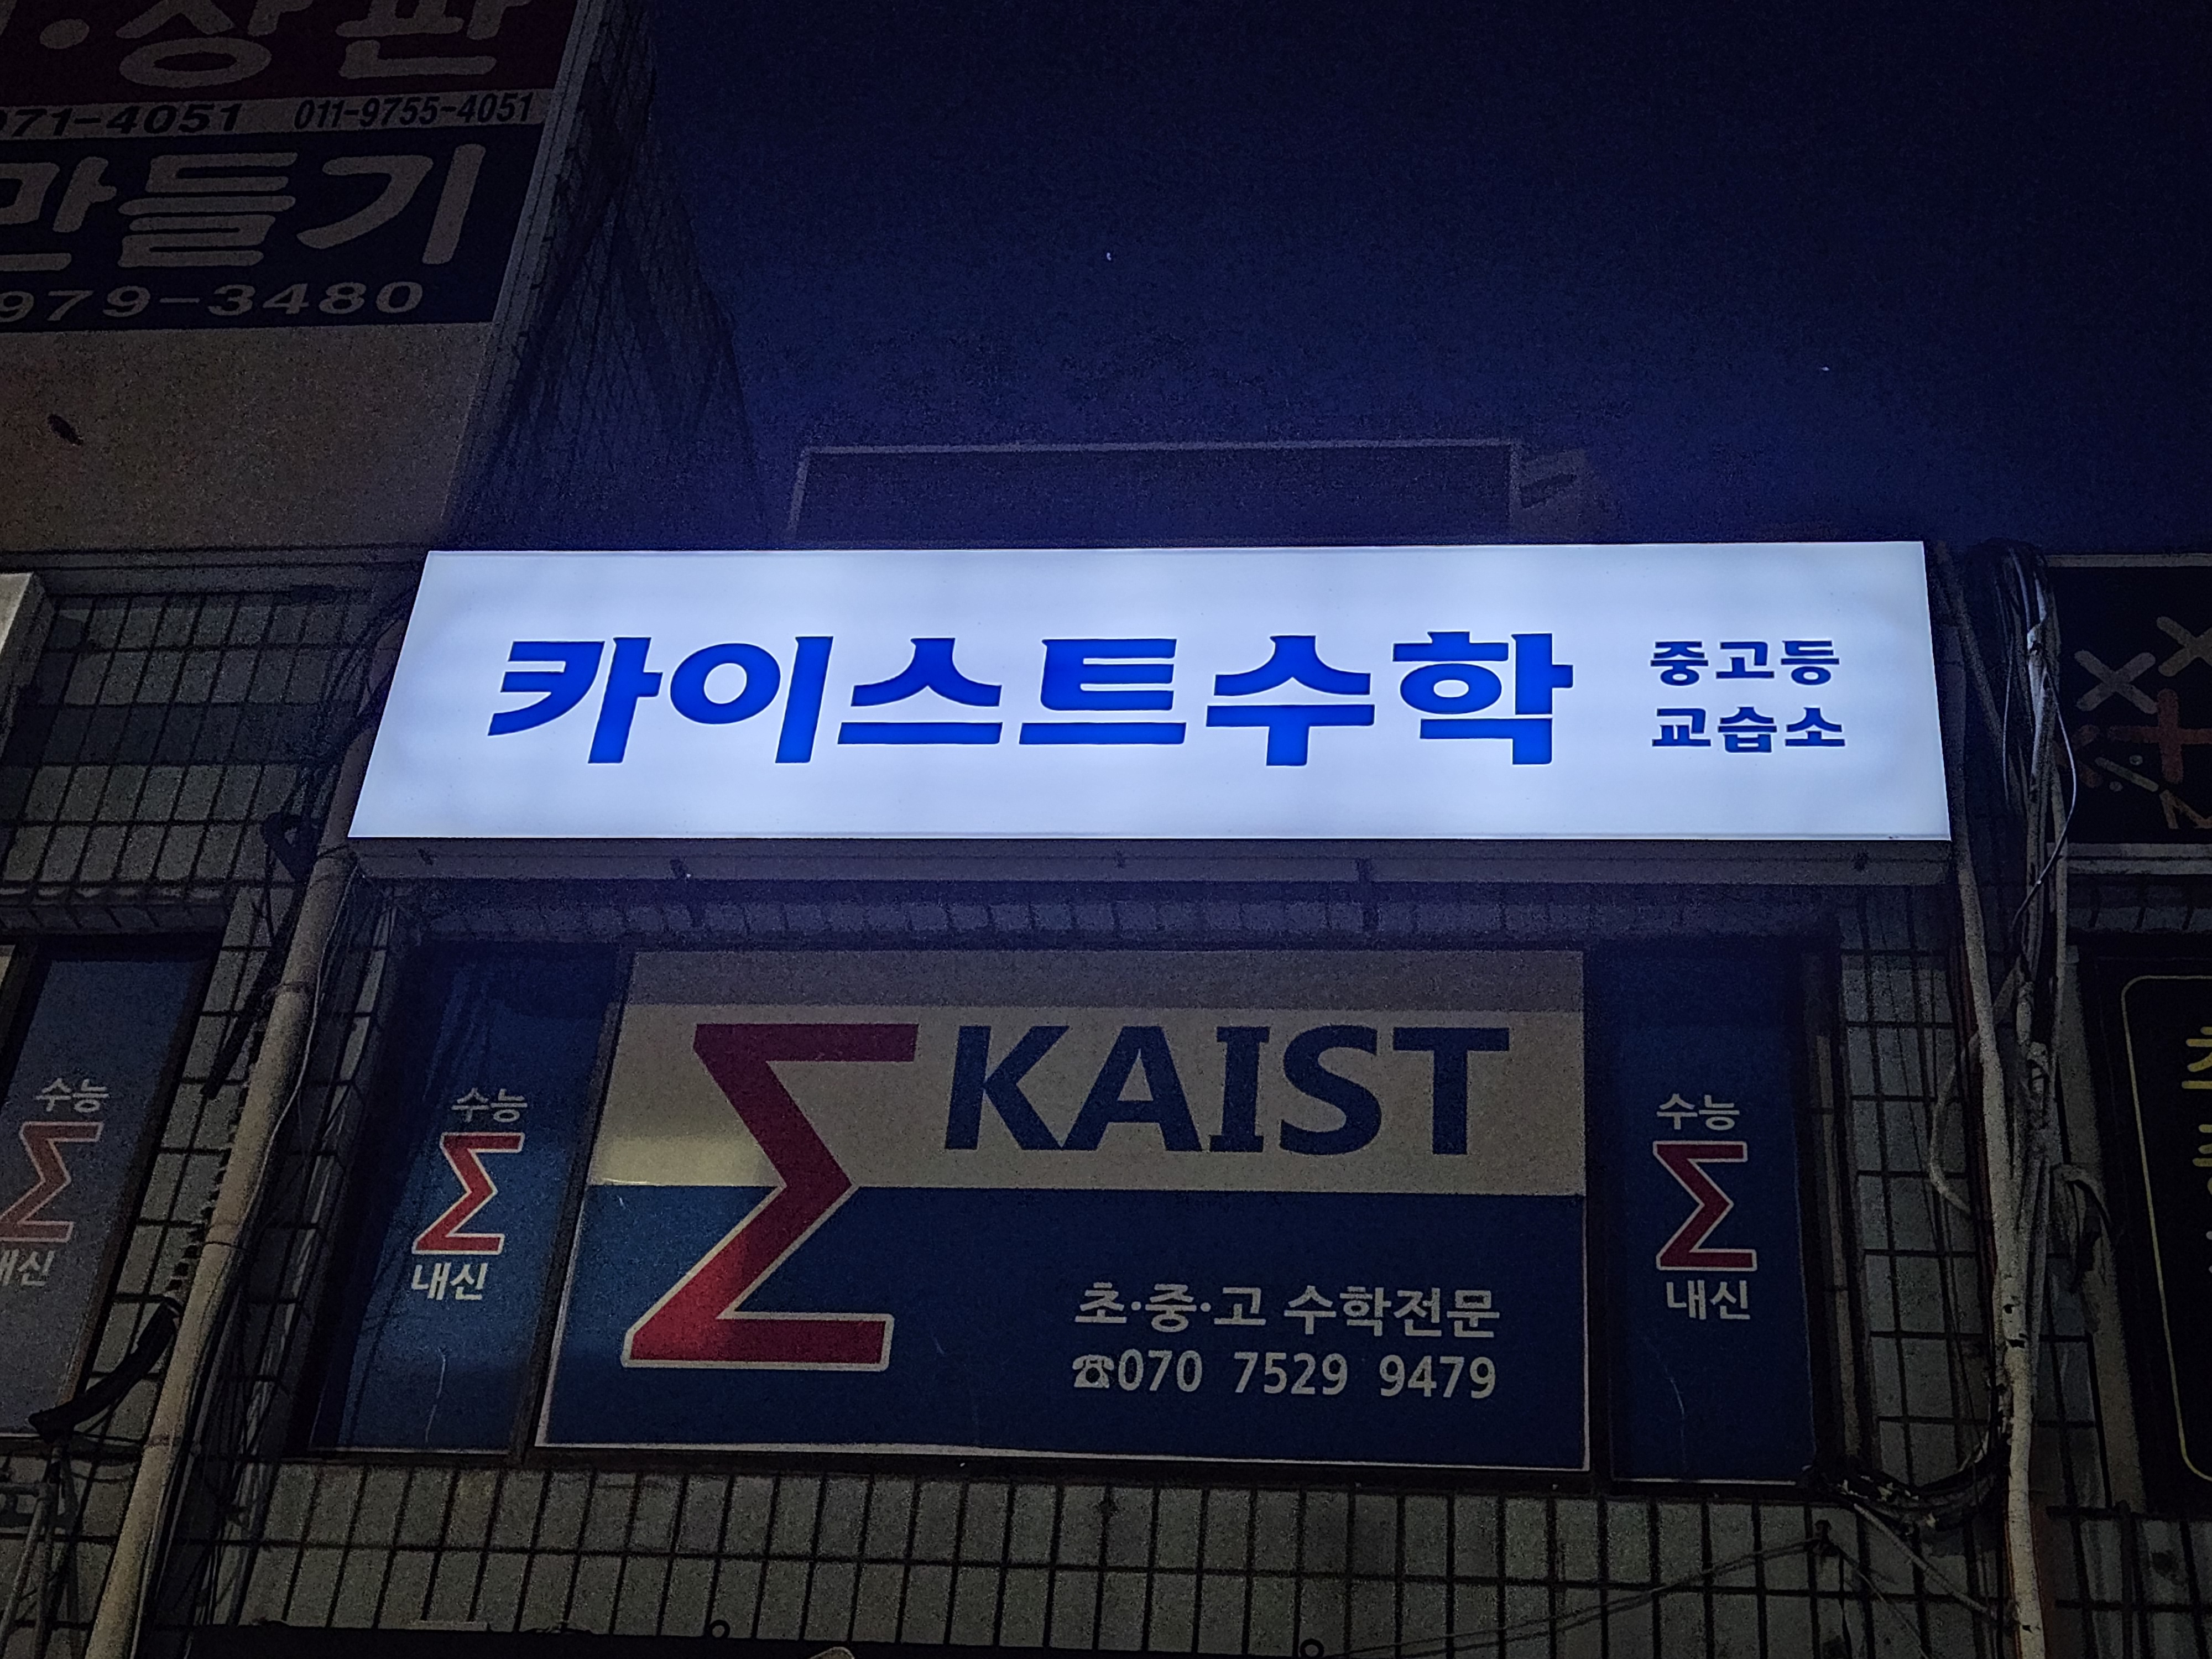 상판
971-4051 011-9755-4051
만들기
979-3480
카이스트수학
중고등
교습소
KAIST
초·중·고 수학전문
☎070 7529 9479
수능
Σ
내신
수능
Σ
내신
Σ
수능
Σ
내신